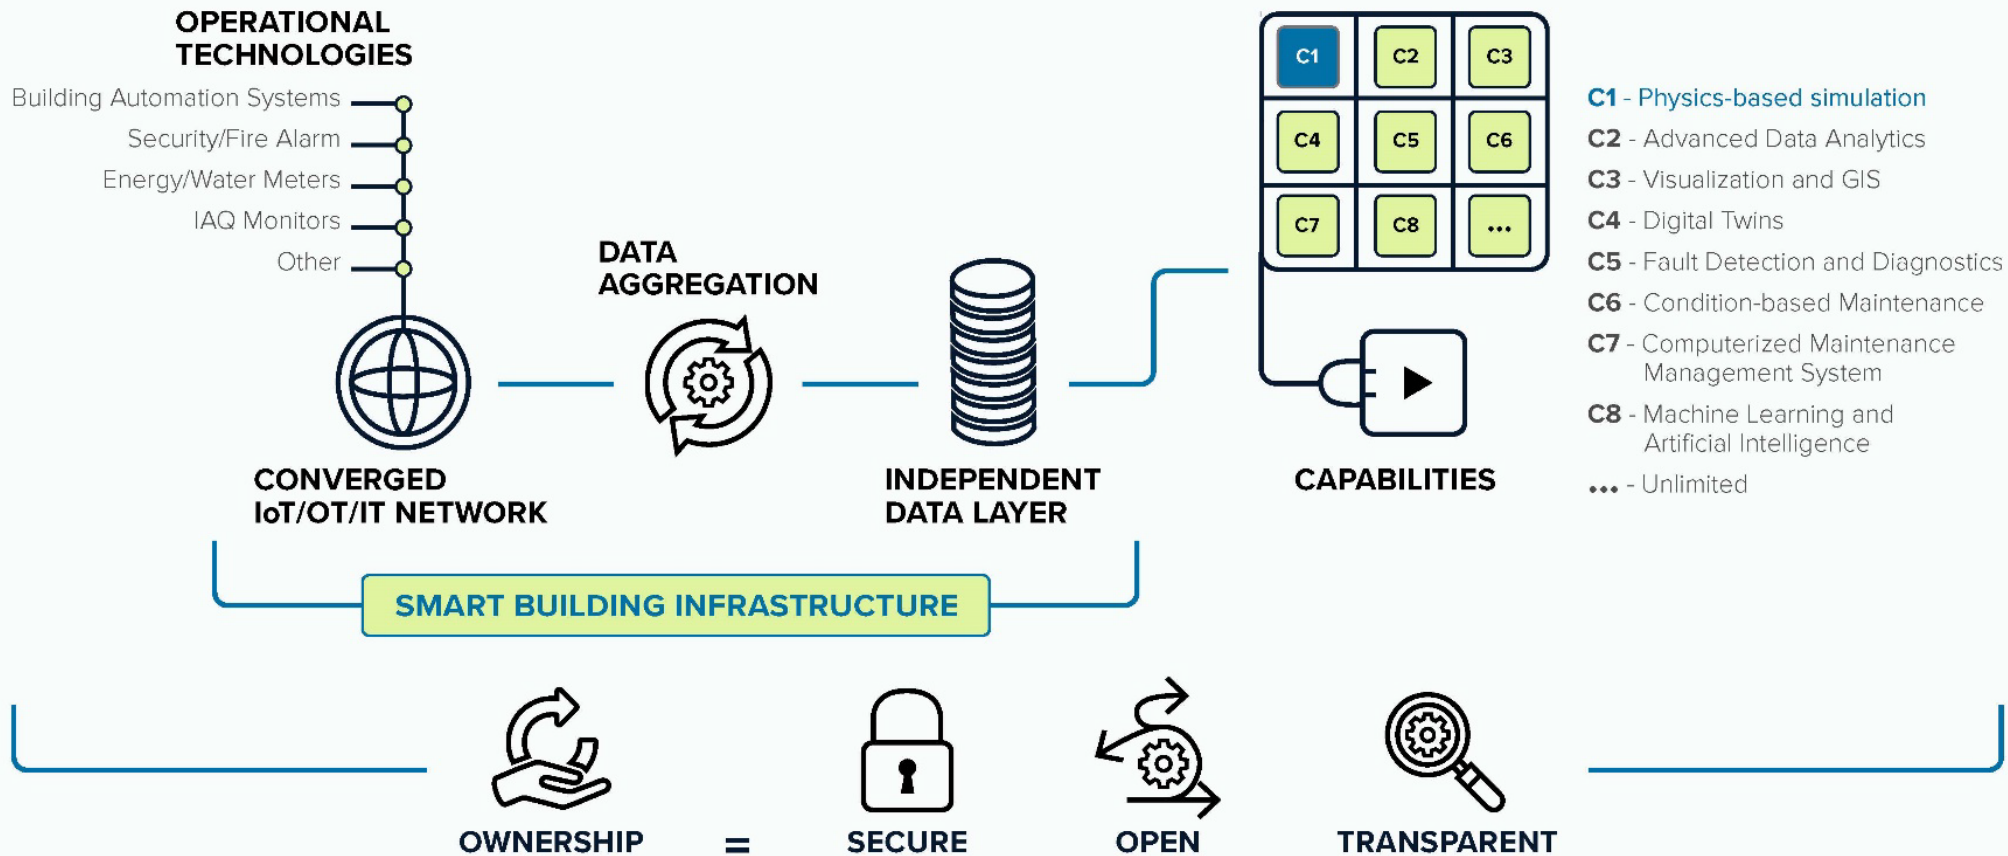 OPERATIONAL
TECHNOLOGIES
Building Automation Systems
Security/Fire Alarm
Energy/Water Meters
IAQ Monitors
Other
CONVERGED
IoT/OT/IT NETWORK
DATA
AGGREGATION
INDEPENDENT
DATA LAYER
SMART BUILDING INFRASTRUCTURE
C1
C2
C3
C4
C5
C6
C7
C8
...
CAPABILITIES
C1 - Physics-based simulation
C2 - Advanced Data Analytics
C3 - Visualization and GIS
C4 - Digital Twins
C5 - Fault Detection and Diagnostics
C6 - Condition-based Maintenance
C7 - Computerized Maintenance
Management System
C8 - Machine Learning and
Artificial Intelligence
... - Unlimited
OWNERSHIP = SECURE OPEN TRANSPARENT